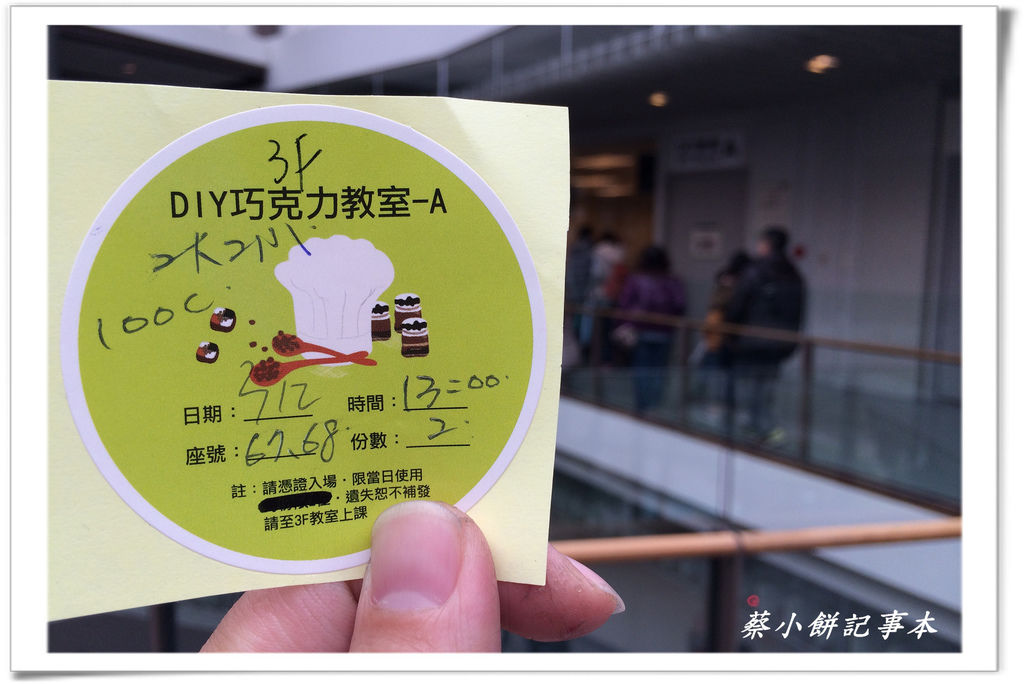 3F
DIY巧克力教室-A
2大2小
100C
日期：2/12
時間：13:00
座號：67.68
份數：2
註：請憑證入場・限當日使用
・遺失恕不補發
請至3F教室上課
蔡小餅記事本